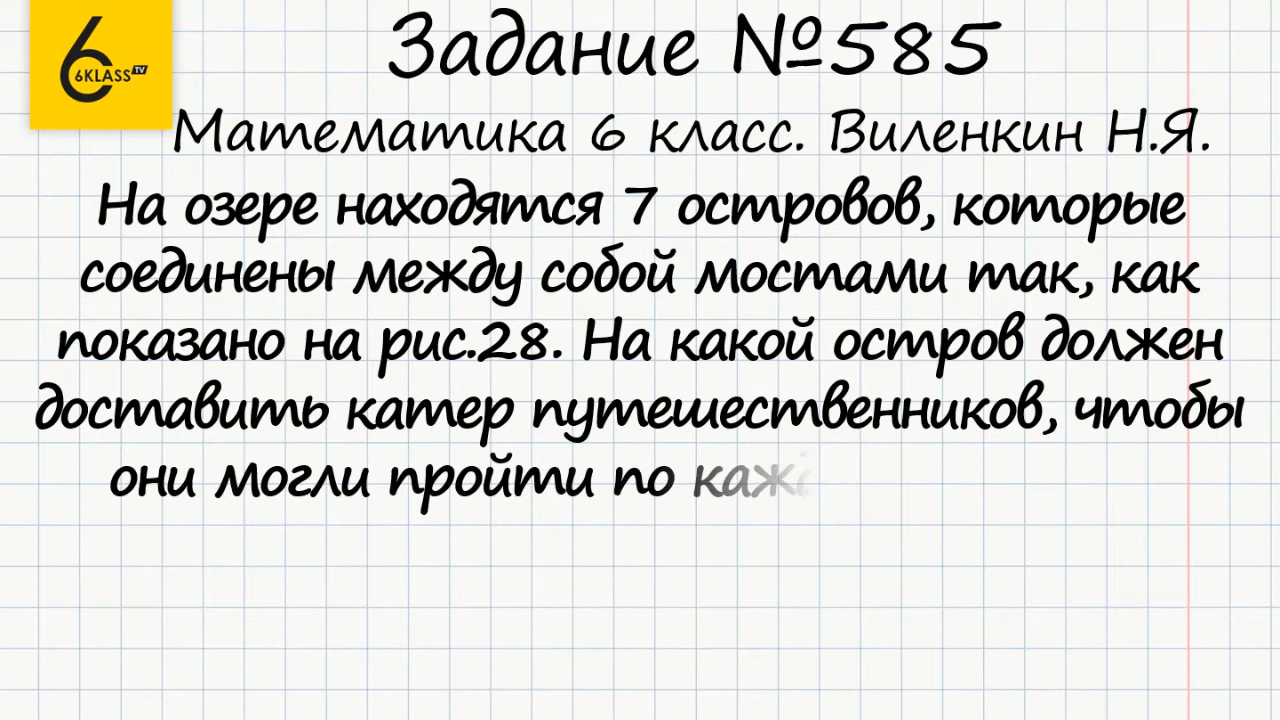 6KLASS TV
Задание №585
Математика 6 класс. Виленкин Н.Я.
На озере находятся 7 островов, которые
соединены между собой мостами так, как
показано на рис.28. На какой остров должен
доставить катер путешественников, чтобы
они могли пройти по